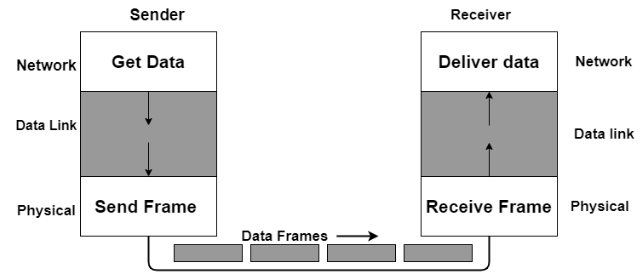 Sender
Receiver
Network
Get Data
Deliver data
Network
Data Link
Data link
Physical
Send Frame
Receive Frame
Physical
Data Frames